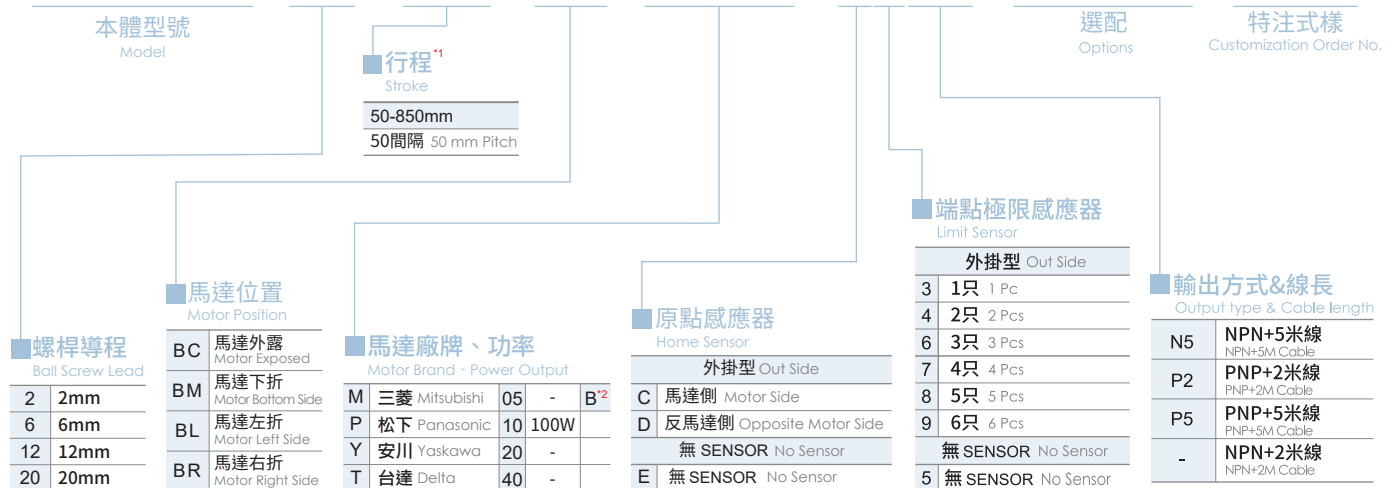 本體型號
Model
選配
Options
特注式樣
Customization Order No.
行程*1
Stroke
50-850mm
50間隔 50 mm Pitch
螺桿導程
Ball Screw Lead
2 2mm
6 6mm
12 12mm
20 20mm
馬達位置
Motor Position
BC 馬達外露
Motor Exposed
BM 馬達下折
Motor Bottom Side
BL 馬達左折
Motor Left Side
BR 馬達右折
Motor Right Side
馬達廠牌、功率
Motor Brand、Power Output
M 三菱 Mitsubishi 05 - B*2
P 松下 Panasonic 10 100W
Y 安川 Yaskawa 20 -
T 台達 Delta 40 -
原點感應器
Home Sensor
外掛型 Out Side
C 馬達側 Motor Side
D 反馬達側 Opposite Motor Side
無 SENSOR No Sensor
E 無 SENSOR No Sensor
端點極限感應器
Limit Sensor
外掛型 Out Side
3 1只 1 Pc
4 2只 2 Pcs
6 3只 3 Pcs
7 4只 4 Pcs
8 5只 5 Pcs
9 6只 6 Pcs
無 SENSOR No Sensor
5 無 SENSOR No Sensor
輸出方式&線長
Output type & Cable length
N5 NPN+5米線
NPN+5M Cable
P2 PNP+2米線
PNP+2M Cable
P5 PNP+5米線
PNP+5M Cable
- NPN+2米線
NPN+2M Cable